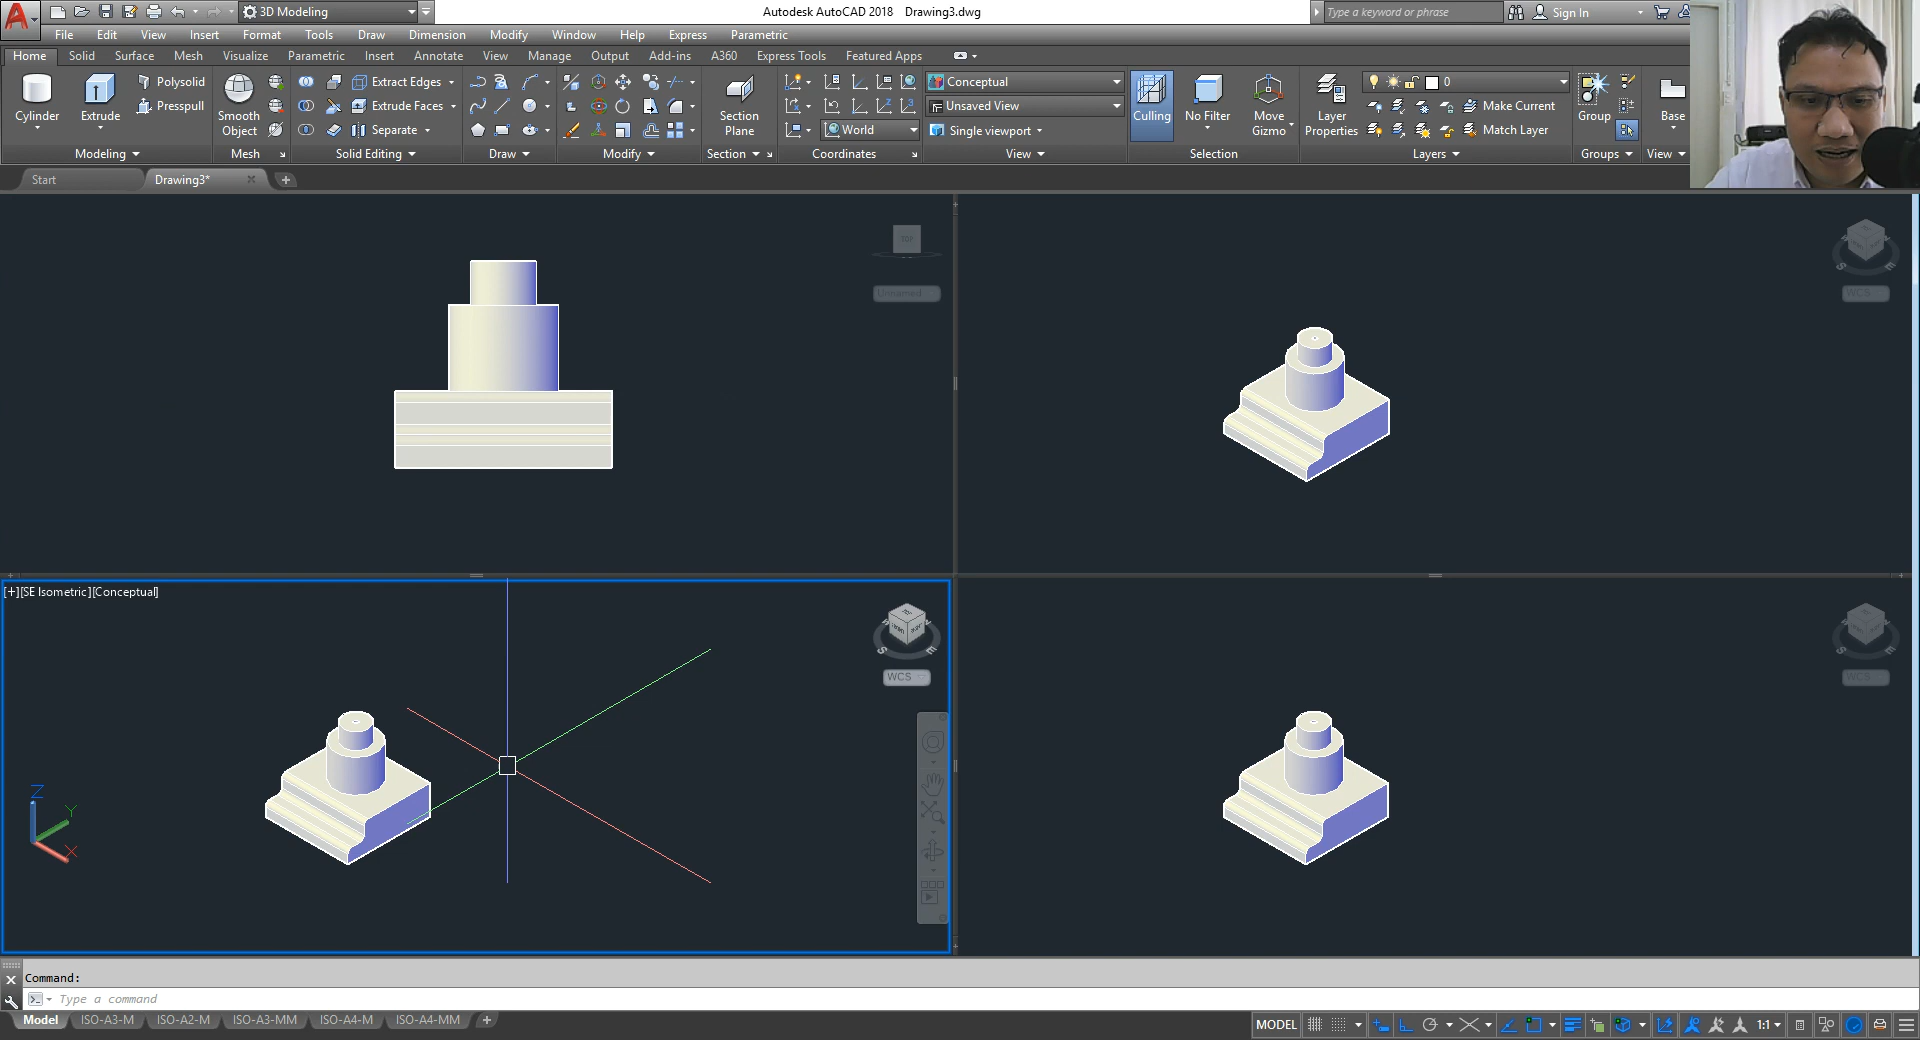 3D Modeling
Autodesk AutoCAD 2018 Drawing3.dwg
Type a keyword or phrase
Sign In
File Edit View Insert Format Tools Draw Dimension Modify Window Help Express Parametric
Home Solid Surface Mesh Visualize Parametric Insert Annotate View Manage Output Add-ins A360 Express Tools Featured Apps
Cylinder
Extrude
Polysolid
Presspull
Modeling
Smooth Object
Mesh
Extract Edges
Extrude Faces
Separate
Solid Editing
Draw
Modify
Section Plane
Section
World
Coordinates
Conceptual
Unsaved View
Single viewport
View
Culling
No Filter
Move Gizmo
Selection
Layer Properties
0
Make Current
Match Layer
Layers
Group
Groups
Base
View
Start
Drawing3*
TOP
Unnamed
S
E
WCS
[+][SE Isometric][Conceptual]
S
E
WCS
S
E
WCS
Z
Y
X
Command:
Type a command
Model ISO-A3-M ISO-A2-M ISO-A3-MM ISO-A4-M ISO-A4-MM
MODEL
1:1